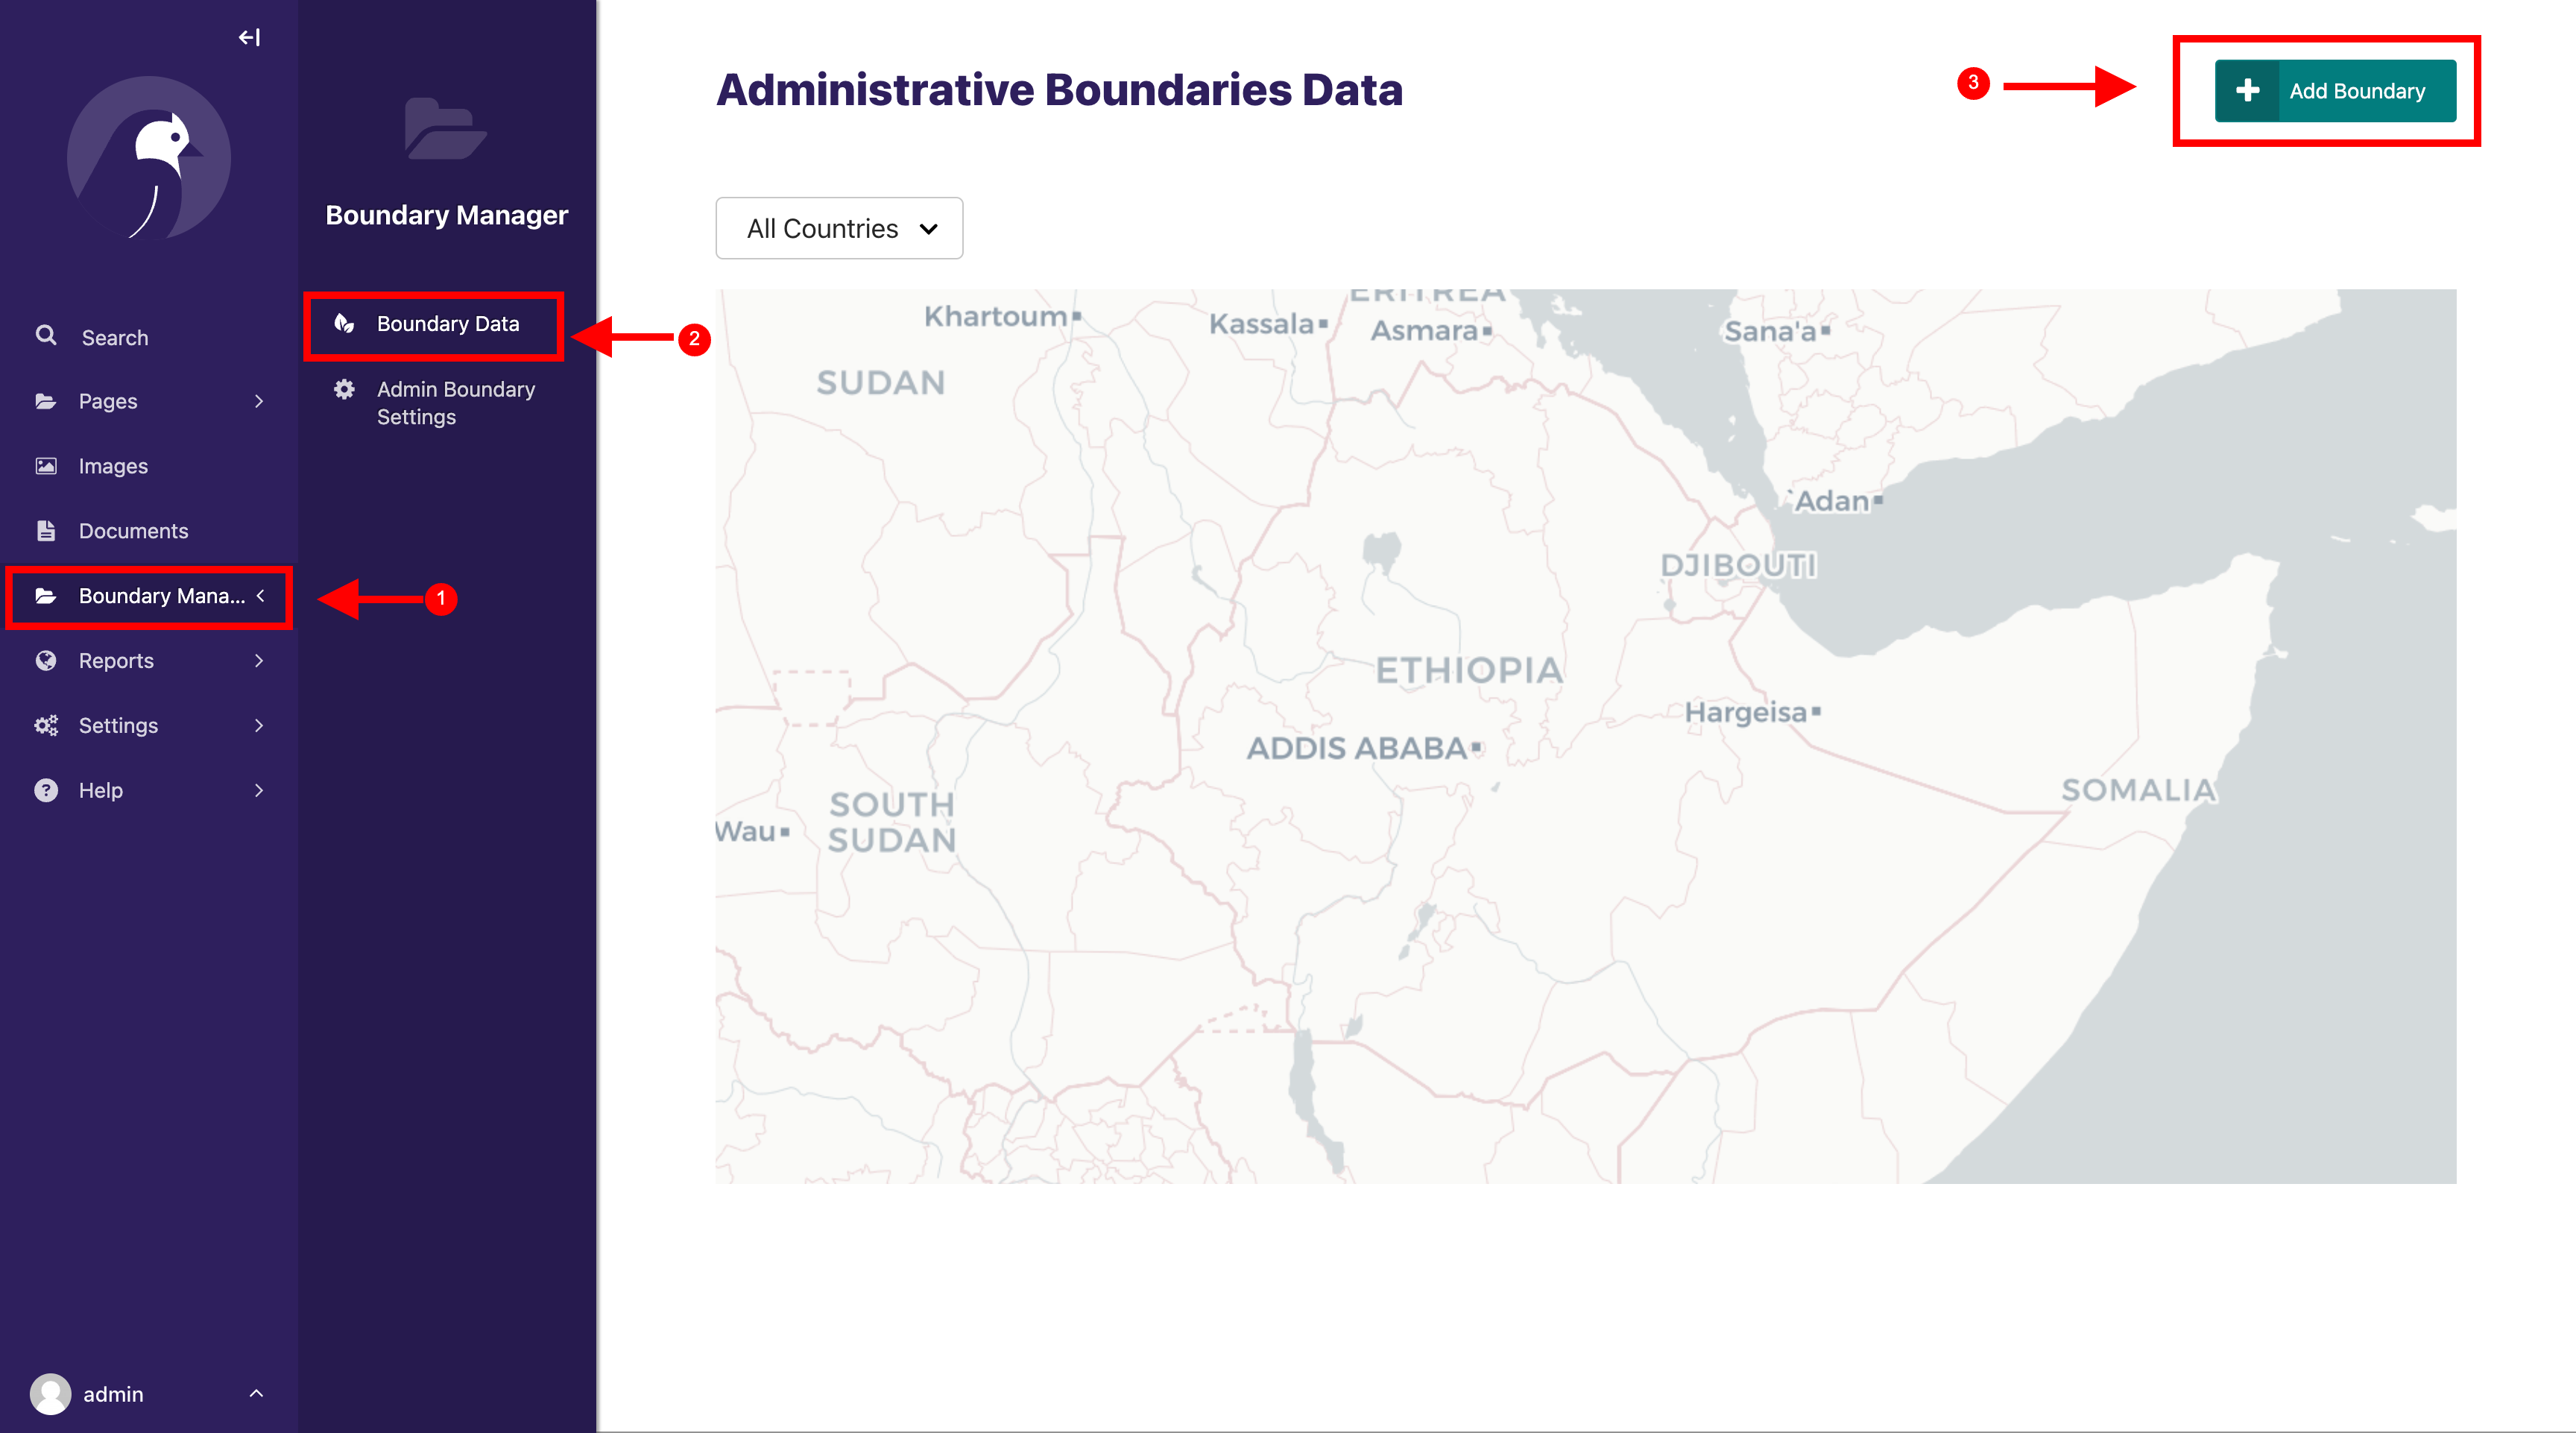 Search
Pages
Images
Documents
Boundary Mana...
Reports
Settings
Help
admin
Boundary Manager
Boundary Data
Admin Boundary
Settings
1
2
3
Administrative Boundaries Data
Add Boundary
All Countries
ERITREA
Khartoum
Kassala
Asmara
Sana'a
SUDAN
`Adan
DJIBOUTI
ETHIOPIA
Hargeisa
ADDIS ABABA
SOMALIA
SOUTH
SUDAN
Wau